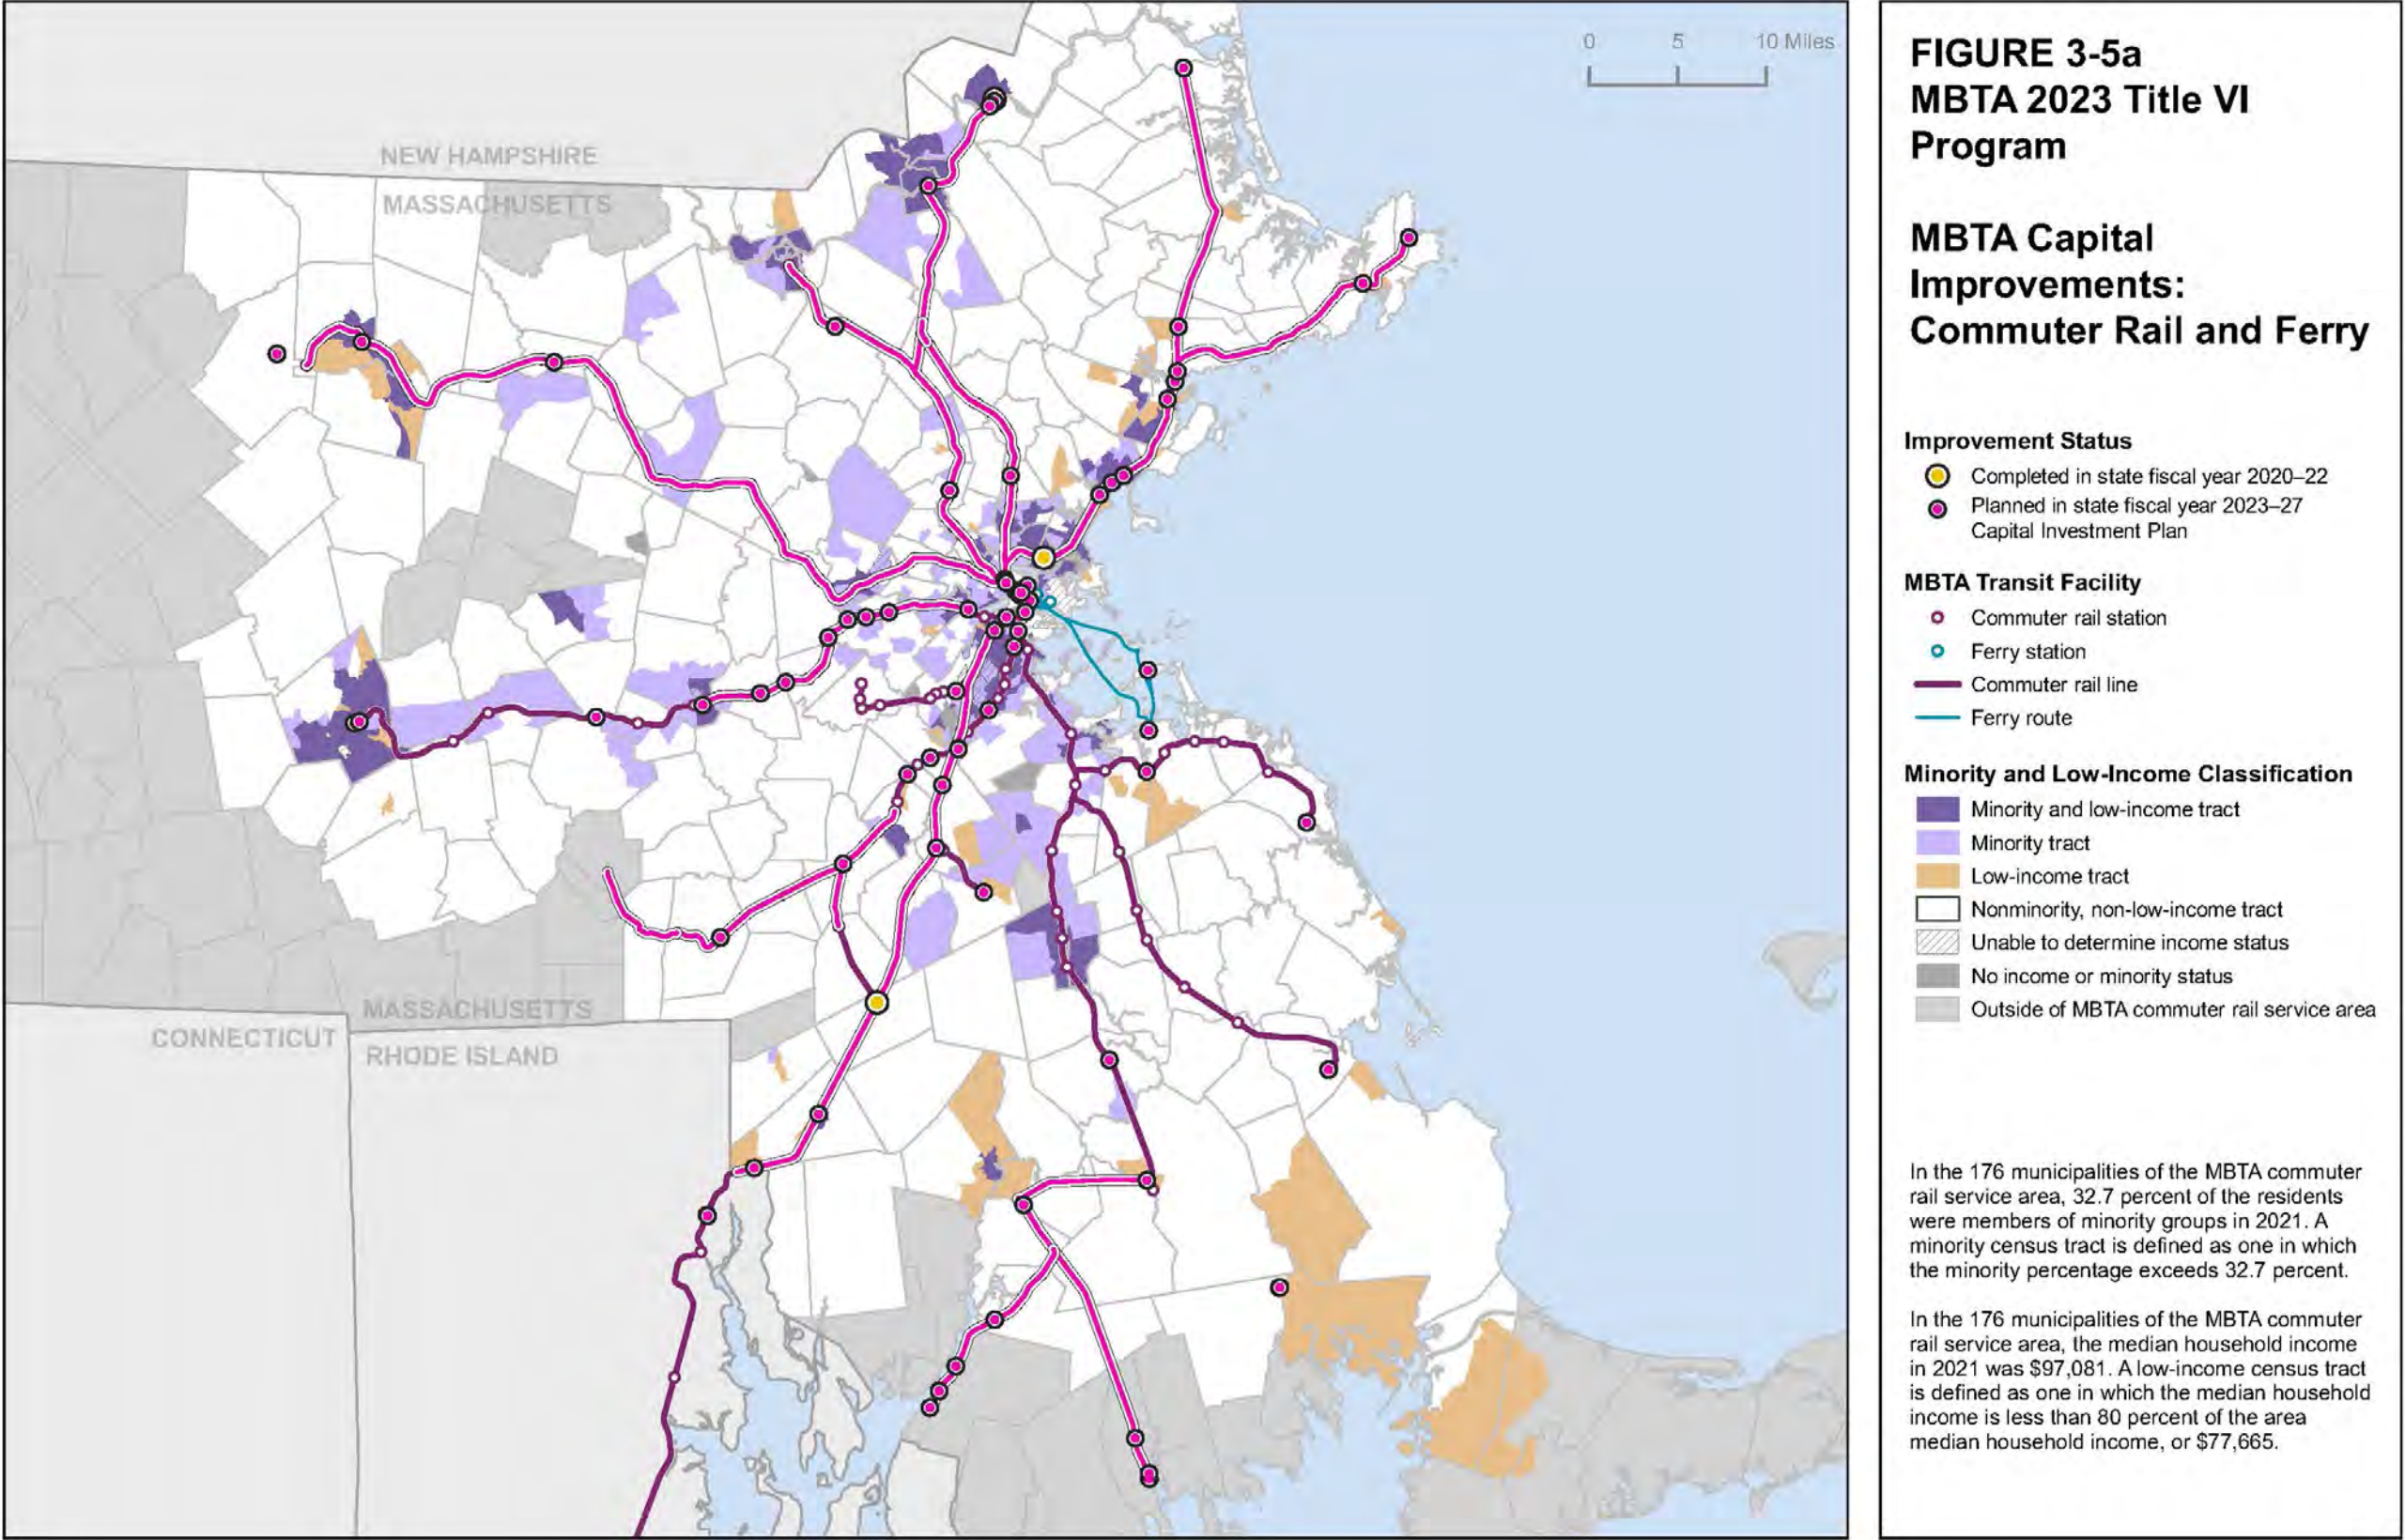 0 5 10 Miles
NEW HAMPSHIRE
MASSACHUSETTS
MASSACHUSETTS
CONNECTICUT
RHODE ISLAND
FIGURE 3-5a
MBTA 2023 Title VI
Program
MBTA Capital
Improvements:
Commuter Rail and Ferry
Improvement Status
Completed in state fiscal year 2020–22
Planned in state fiscal year 2023–27
Capital Investment Plan
MBTA Transit Facility
Commuter rail station
Ferry station
Commuter rail line
Ferry route
Minority and Low-Income Classification
Minority and low-income tract
Minority tract
Low-income tract
Nonminority, non-low-income tract
Unable to determine income status
No income or minority status
Outside of MBTA commuter rail service area
In the 176 municipalities of the MBTA commuter
rail service area, 32.7 percent of the residents
were members of minority groups in 2021. A
minority census tract is defined as one in which
the minority percentage exceeds 32.7 percent.
In the 176 municipalities of the MBTA commuter
rail service area, the median household income
in 2021 was $97,081. A low-income census tract
is defined as one in which the median household
income is less than 80 percent of the area
median household income, or $77,665.